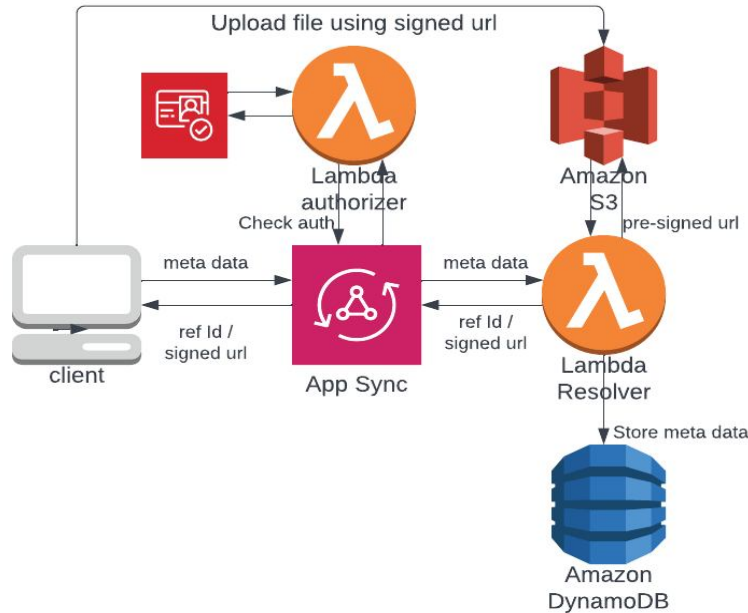 Upload file using signed url
Lambda
authorizer
Amazon
S3
Check auth
pre-signed url
meta data
meta data
ref Id /
signed url
ref Id /
signed url
client
App Sync
Lambda
Resolver
Store meta data
Amazon
DynamoDB